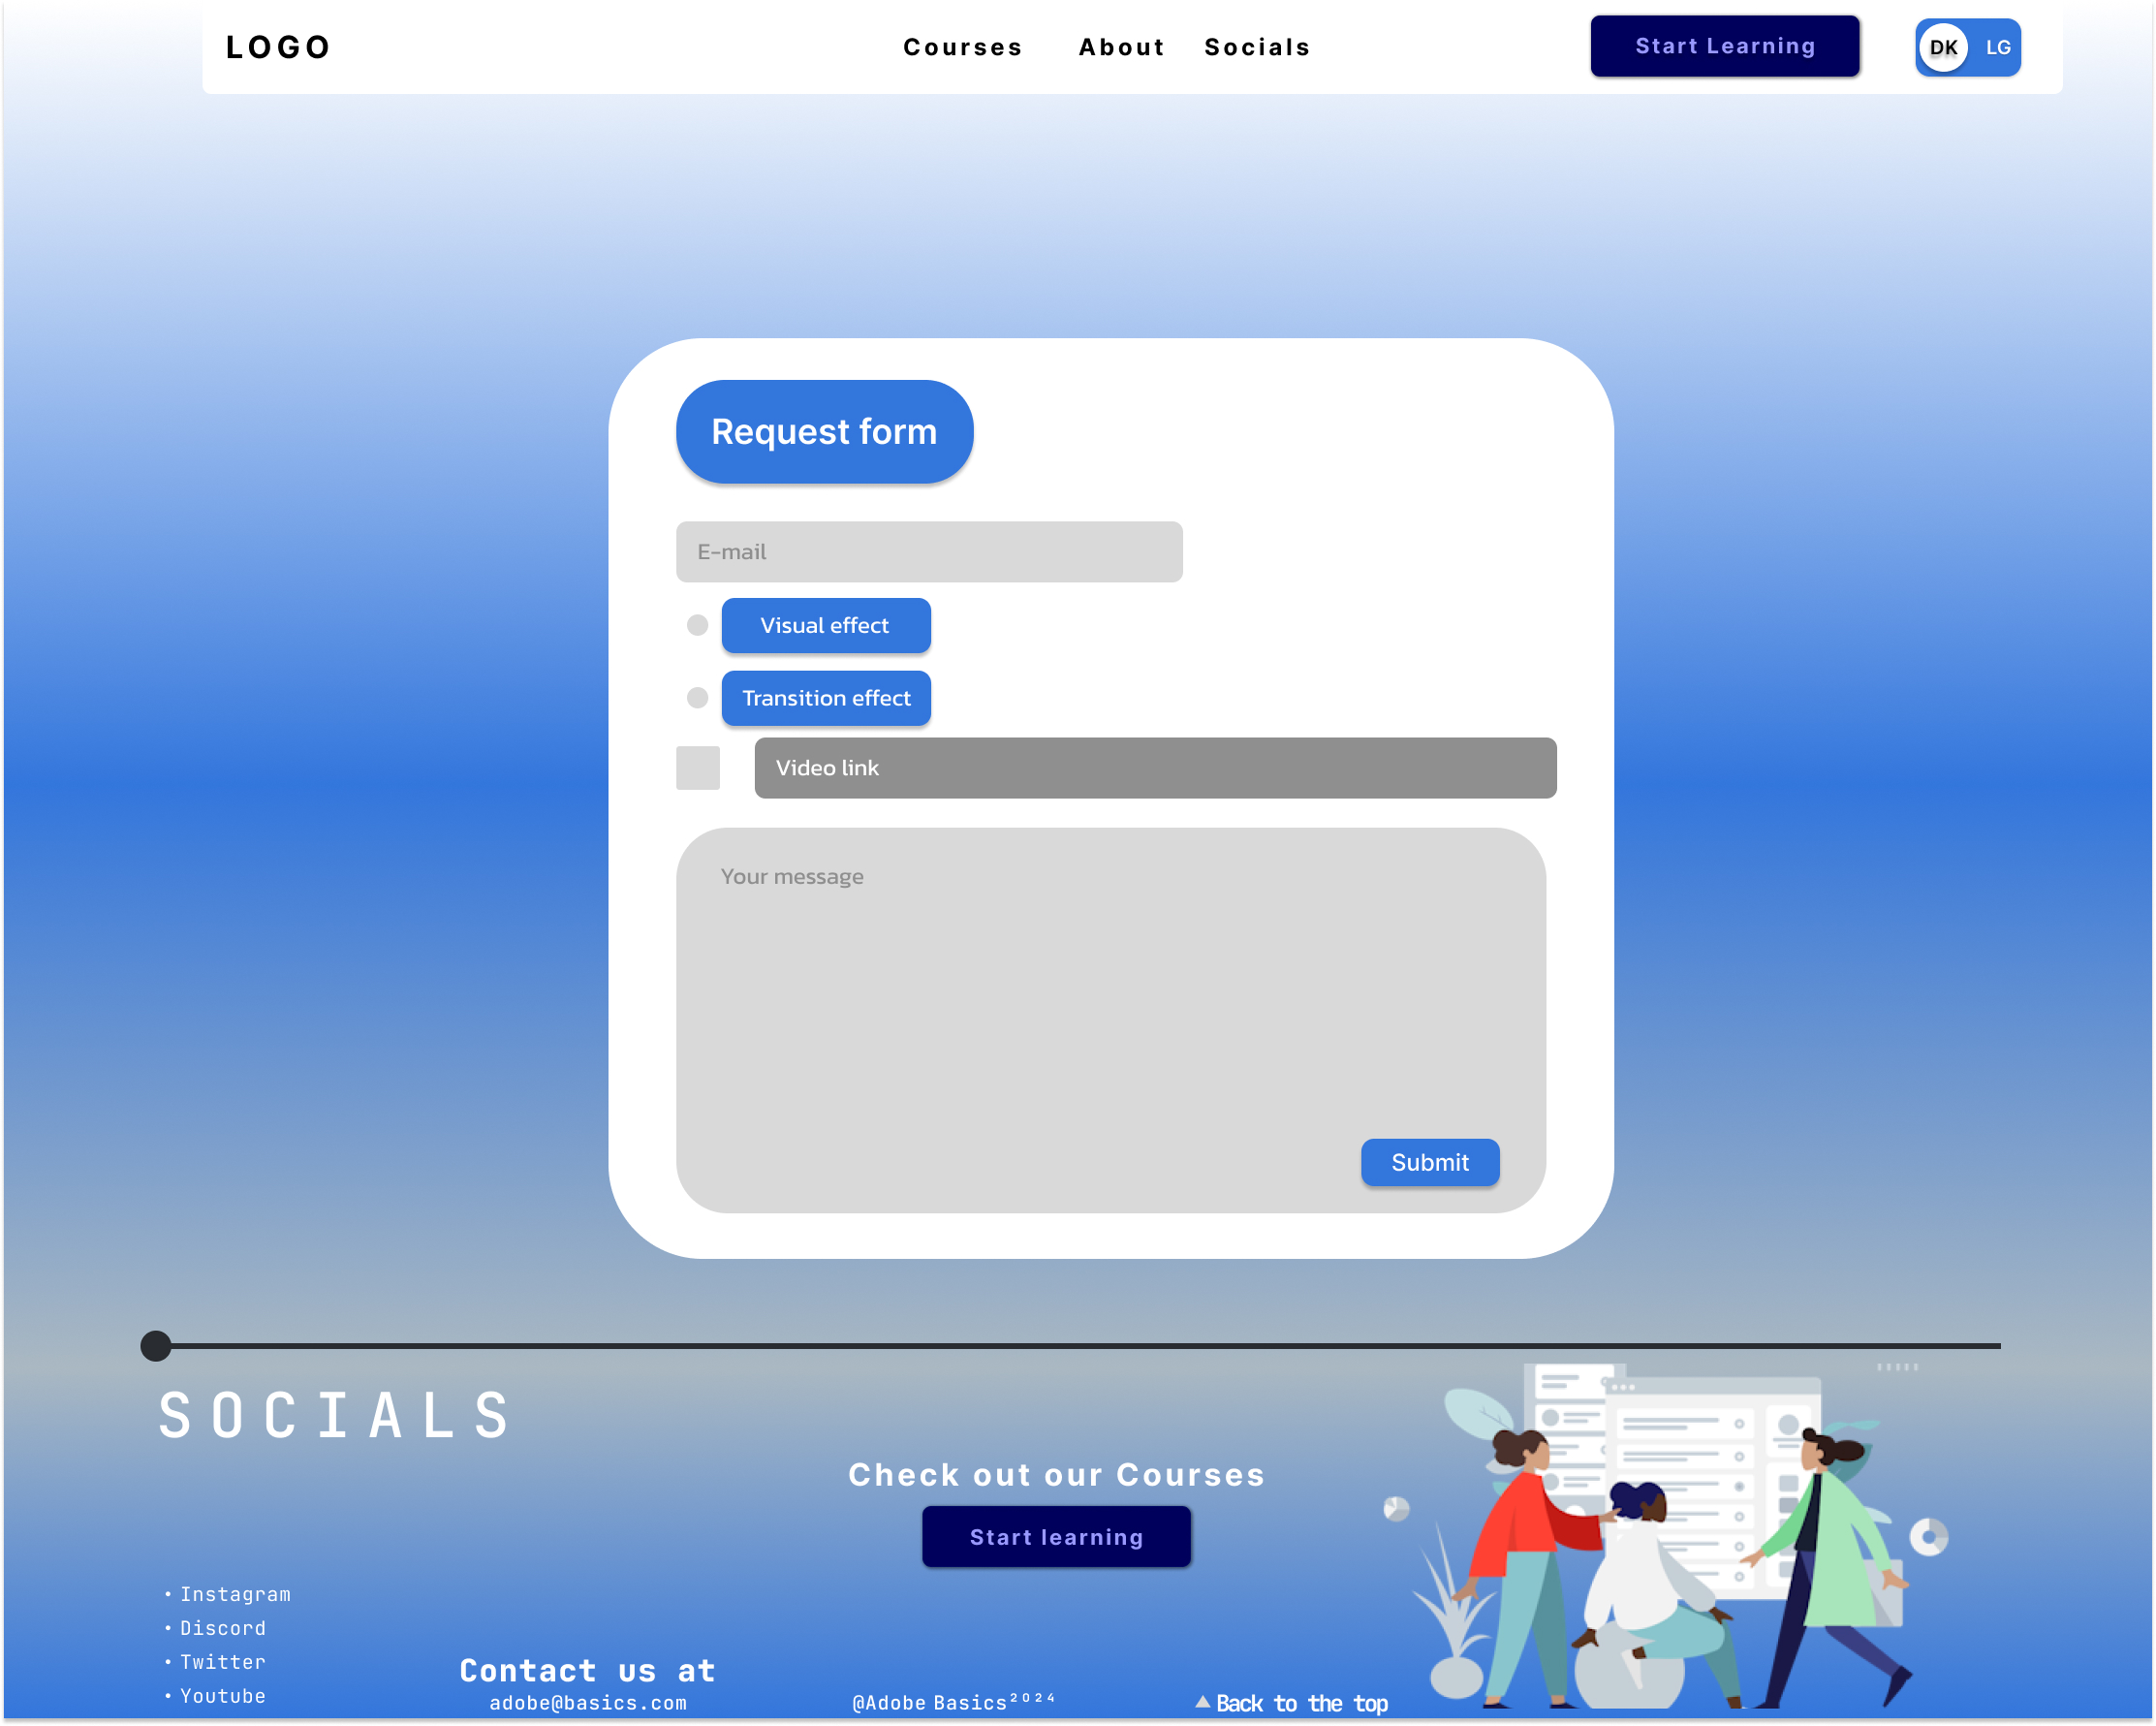 LOGO
Courses
About
Socials
Start Learning
DK
LG
Request form
E-mail
Visual effect
Transition effect
Video link
Your message
Submit
SOCIALS
Check out our Courses
Start learning
• Instagram
• Discord
• Twitter
• Youtube
Contact us at
adobe@basics.com
@Adobe Basics²⁰²⁴
Back to the top